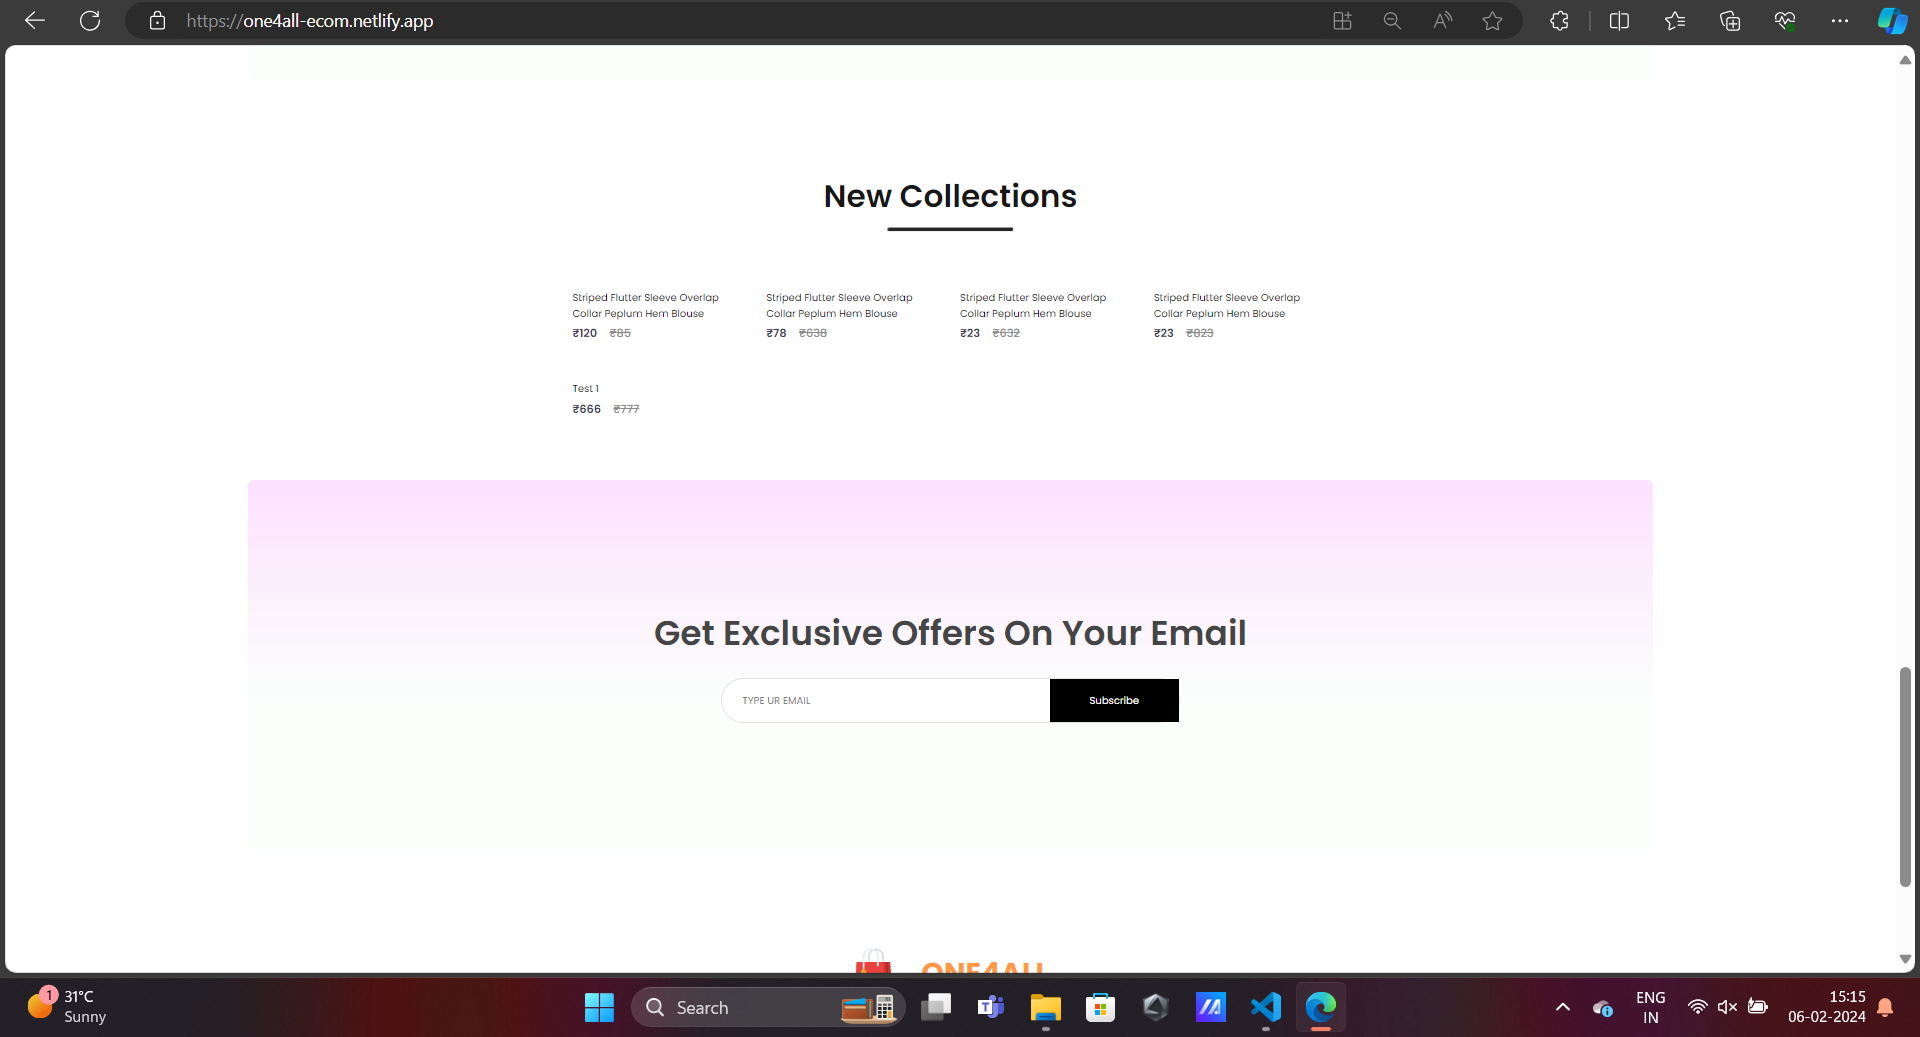 https://one4all-ecom.netlify.app
New Collections
Striped Flutter Sleeve Overlap
Collar Peplum Hem Blouse
₹120 ₹85
Striped Flutter Sleeve Overlap
Collar Peplum Hem Blouse
₹78 ₹638
Striped Flutter Sleeve Overlap
Collar Peplum Hem Blouse
₹23 ₹632
Striped Flutter Sleeve Overlap
Collar Peplum Hem Blouse
₹23 ₹823
Test 1
₹666 ₹777
Get Exclusive Offers On Your Email
TYPE UR EMAIL
Subscribe
ONE4ALL
1
31°C
Sunny
Search
ENG
IN
15:15
06-02-2024